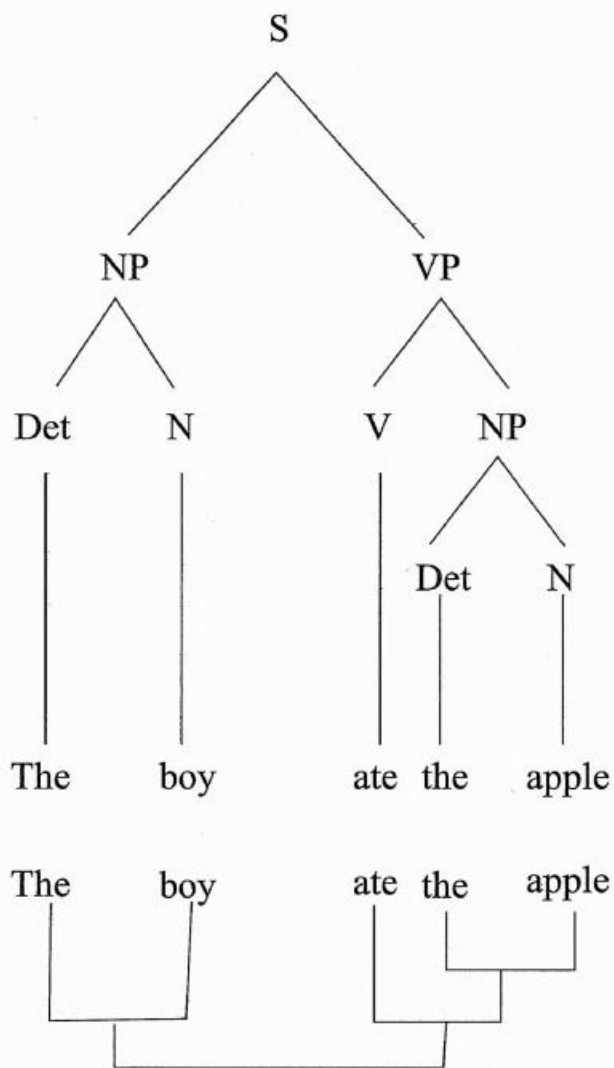 S
NP VP
Det N V NP
Det N
The boy ate the apple
The boy ate the apple